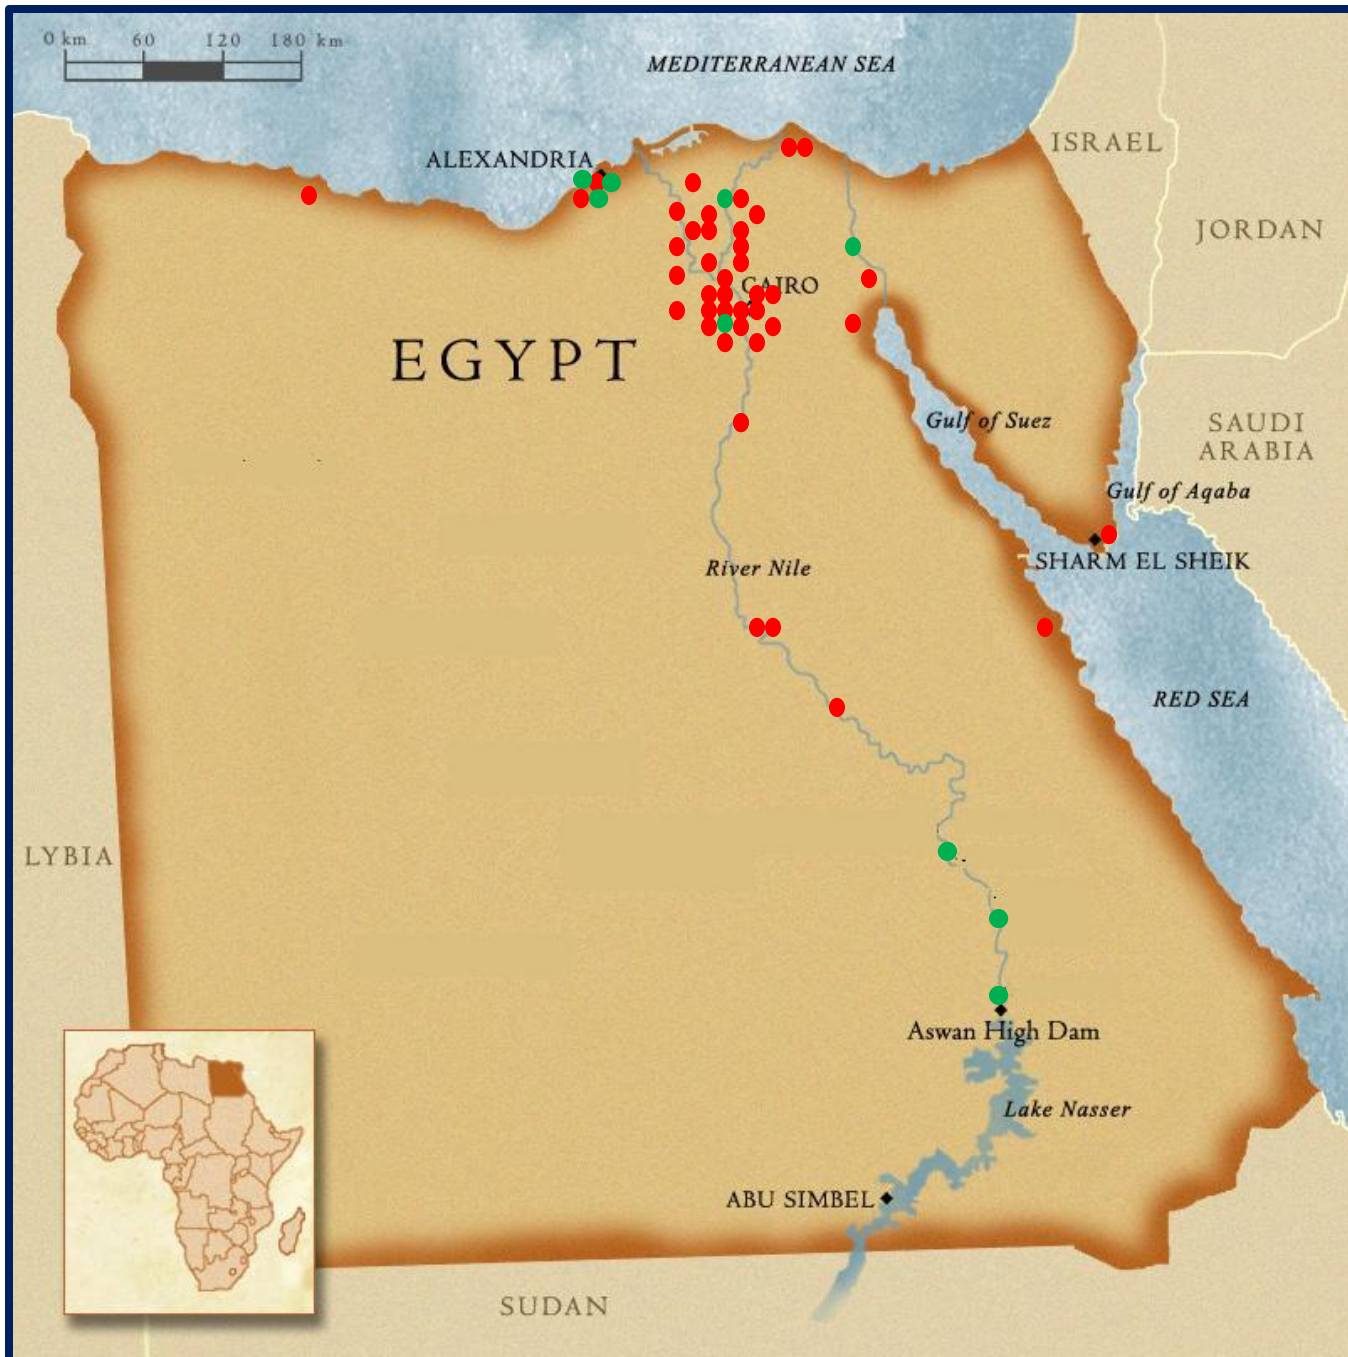 0 km 60 120 180 km
MEDITERRANEAN SEA
ALEXANDRIA
ISRAEL
JORDAN
CAIRO
EGYPT
Gulf of Suez
SAUDI
ARABIA
Gulf of Aqaba
SHARM EL SHEIK
River Nile
RED SEA
LYBIA
Aswan High Dam
Lake Nasser
ABU SIMBEL
SUDAN